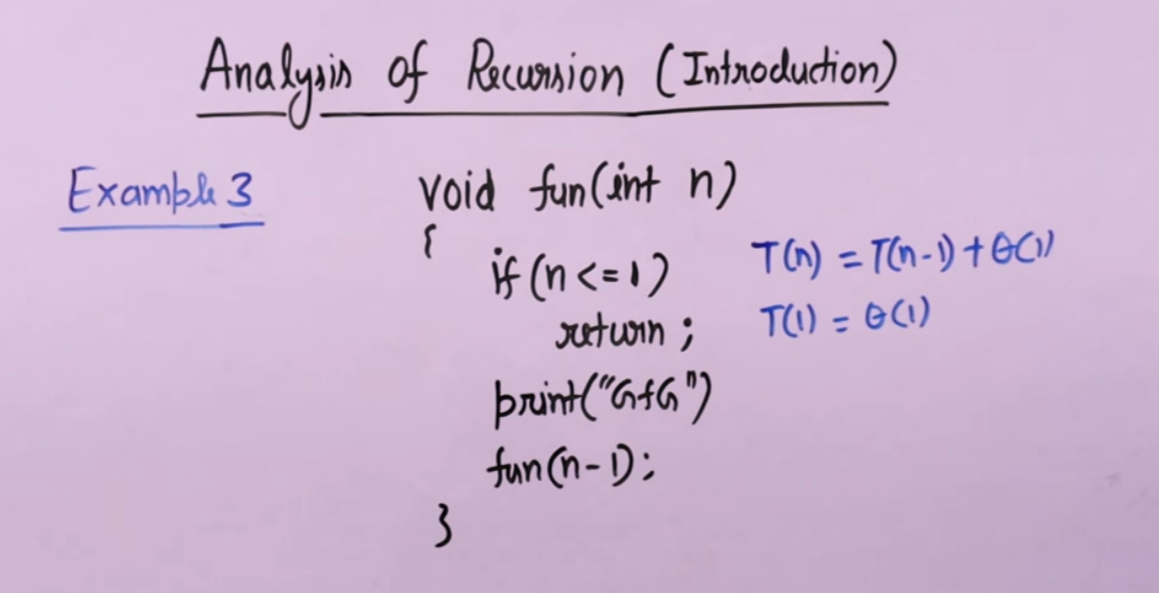 Analysis of Recursion (Introduction)
Example 3
void fun(int n)
{
if (n <= 1)
return ;
print("GfG")
fun(n-1);
}
T(n) = T(n-1) + θ(1)
T(1) = θ(1)